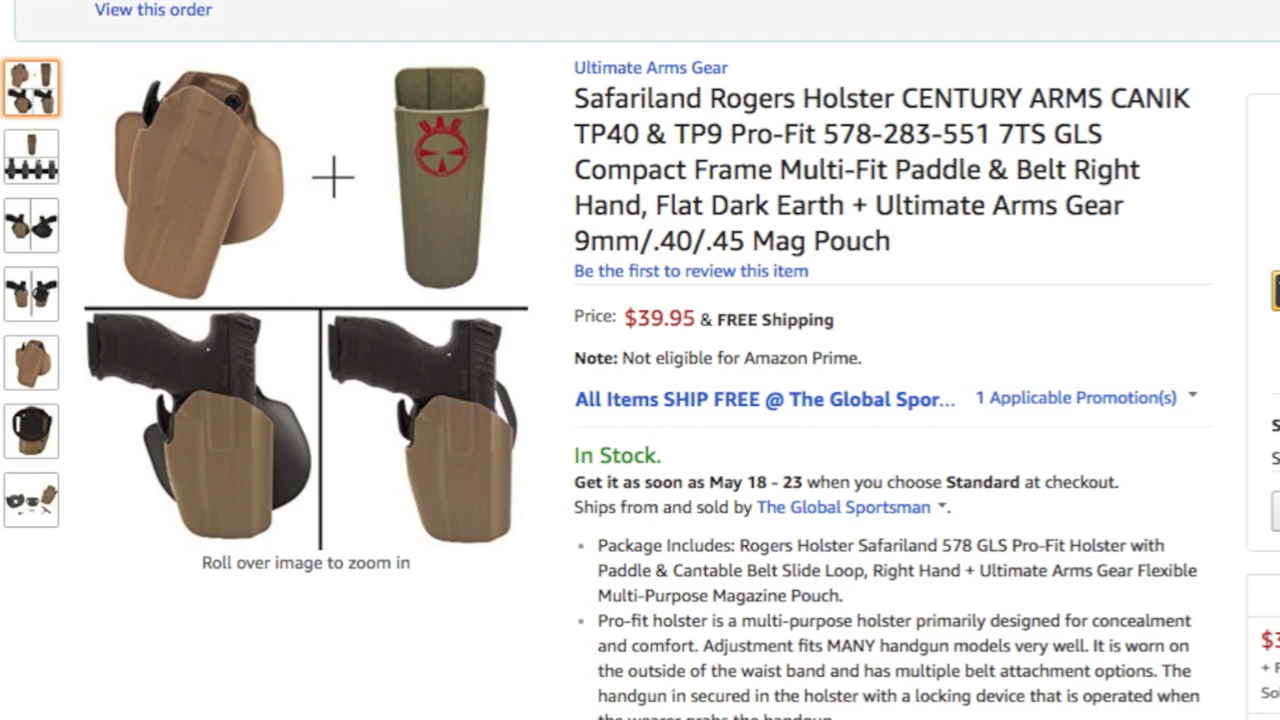 View this order
Ultimate Arms Gear
Safariland Rogers Holster CENTURY ARMS CANIK
TP40 & TP9 Pro-Fit 578-283-551 7TS GLS
Compact Frame Multi-Fit Paddle & Belt Right
Hand, Flat Dark Earth + Ultimate Arms Gear
9mm/.40/.45 Mag Pouch
Be the first to review this item
U.A.G.
Price: $39.95 & FREE Shipping
Note: Not eligible for Amazon Prime.
All Items SHIP FREE @ The Global Spor... 1 Applicable Promotion(s)
In Stock.
Get it as soon as May 18 - 23 when you choose Standard at checkout.
Ships from and sold by The Global Sportsman.
Roll over image to zoom in
• Package Includes: Rogers Holster Safariland 578 GLS Pro-Fit Holster with
Paddle & Cantable Belt Slide Loop, Right Hand + Ultimate Arms Gear Flexible
Multi-Purpose Magazine Pouch.
• Pro-fit holster is a multi-purpose holster primarily designed for concealment
and comfort. Adjustment fits MANY handgun models very well. It is worn on
the outside of the waist band and has multiple belt attachment options. The
handgun in secured in the holster with a locking device that is operated when
the wearer grabs the handgun.